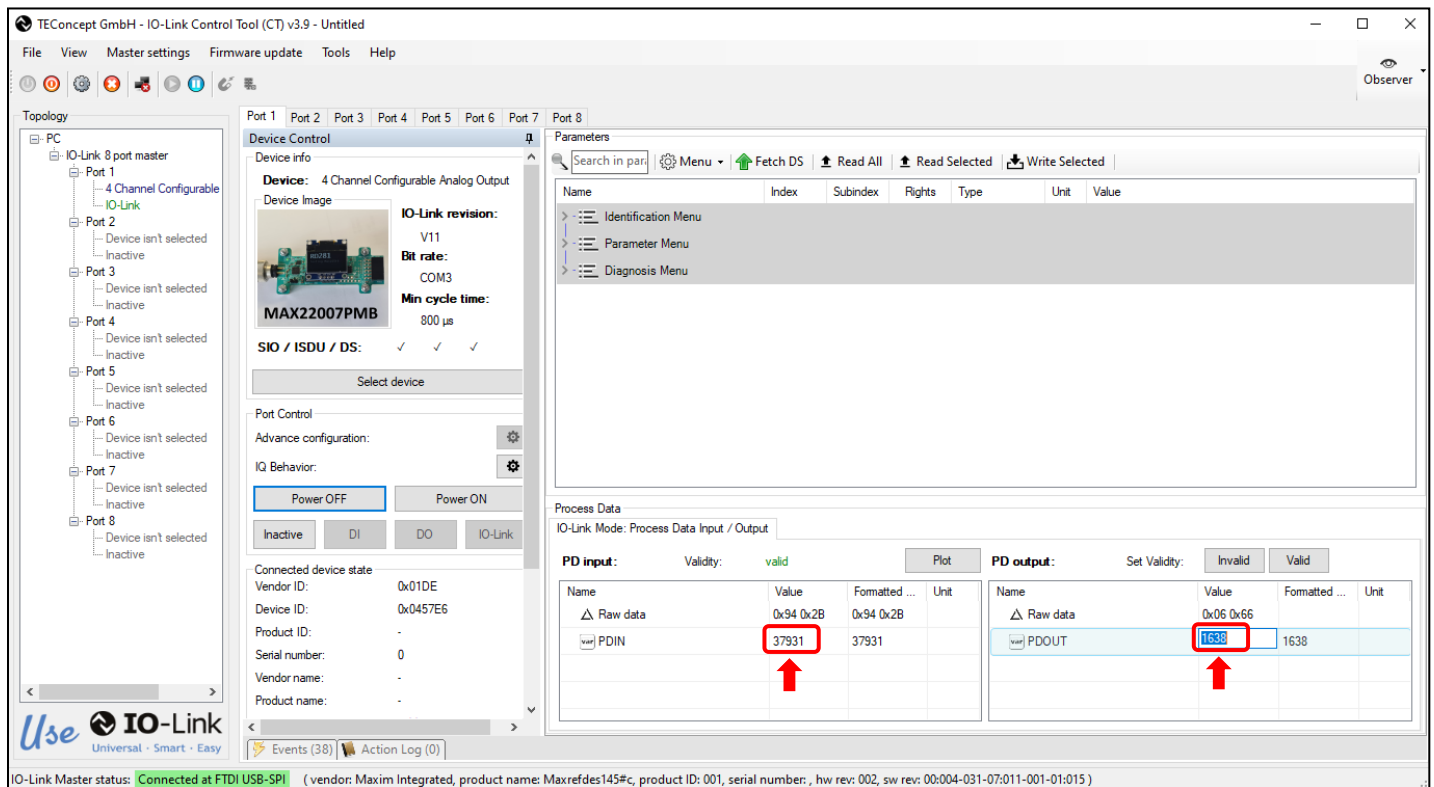 TEConcept GmbH - IO-Link Control Tool (CT) v3.9 - Untitled
File View Master settings Firmware update Tools Help
Observer
Topology
PC
IO-Link 8 port master
Port 1
4 Channel Configurable
IO-Link
Port 2
Device isn't selected
Inactive
Port 3
Device isn't selected
Inactive
Port 4
Device isn't selected
Inactive
Port 5
Device isn't selected
Inactive
Port 6
Device isn't selected
Inactive
Port 7
Device isn't selected
Inactive
Port 8
Device isn't selected
Inactive
Use IO-Link
Universal · Smart · Easy
Port 1 Port 2 Port 3 Port 4 Port 5 Port 6 Port 7 Port 8
Device Control
Device info
Device: 4 Channel Configurable Analog Output
Device Image
MAX22007PMB
IO-Link revision:
V11
Bit rate:
COM3
Min cycle time:
800 µs
SIO / ISDU / DS: ✓ ✓ ✓
Select device
Port Control
Advance configuration:
IQ Behavior:
Power OFF Power ON
Inactive DI DO IO-Link
Connected device state
Vendor ID: 0x01DE
Device ID: 0x0457E6
Product ID: -
Serial number: 0
Vendor name: -
Product name: -
Events (38) Action Log (0)
Parameters
Search in par Menu Fetch DS Read All Read Selected Write Selected
Name Index Subindex Rights Type Unit Value
Identification Menu
Parameter Menu
Diagnosis Menu
Process Data
IO-Link Mode: Process Data Input / Output
PD input: Validity: valid Plot
Name Value Formatted ... Unit
Raw data 0x94 0x2B 0x94 0x2B
var PDIN 37931 37931
PD output: Set Validity: Invalid Valid
Name Value Formatted ... Unit
Raw data 0x06 0x66
var PDOUT 1638 1638
IO-Link Master status: Connected at FTDI USB-SPI ( vendor: Maxim Integrated, product name: Maxrefdes145#c, product ID: 001, serial number: , hw rev: 002, sw rev: 00:004-031-07:011-001-01:015 )